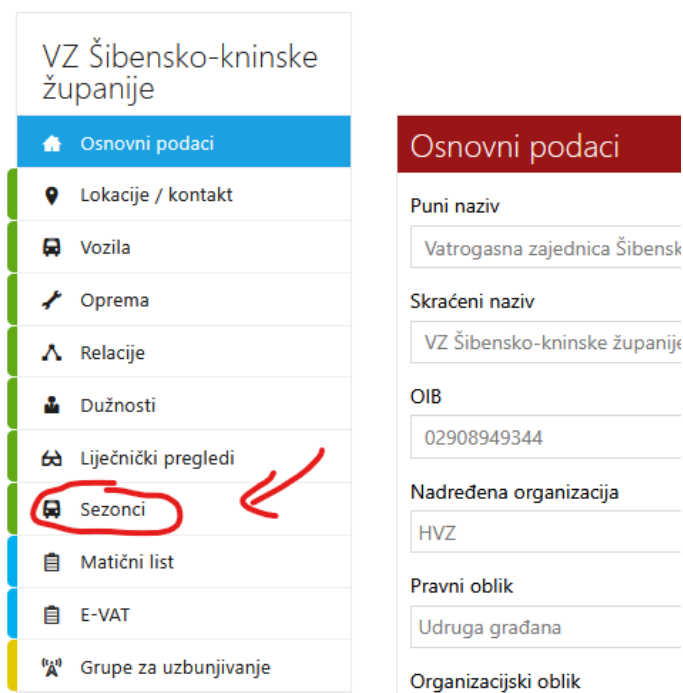 VZ Šibensko-kninske
županije
Osnovni podaci
Lokacije / kontakt
Vozila
Oprema
Relacije
Dužnosti
Liječnički pregledi
Sezonci
Matični list
E-VAT
Grupe za uzbunjivanje
Osnovni podaci
Puni naziv
Vatrogasna zajednica Šibensk
Skraćeni naziv
VZ Šibensko-kninske županije
OIB
02908949344
Nadređena organizacija
HVZ
Pravni oblik
Udruga građana
Organizacijski oblik